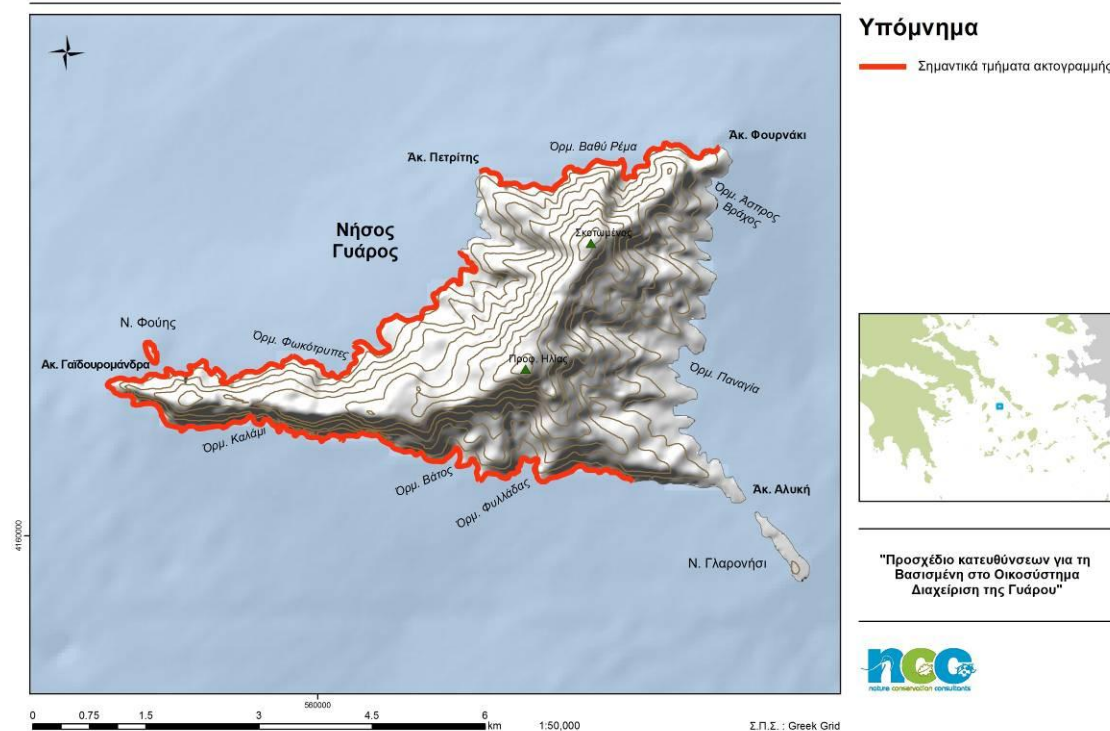 Υπόμνημα
Σημαντικά τμήματα ακτογραμμής
Άκ. Φουρνάκι
Όρμ. Βαθύ Ρέμα
Άκ. Πετρίτης
Όρμ. Άσπρος
Βράχος
Νήσος
Γυάρος
Σκοτωμένος
Ν. Φούης
Όρμ. Φωκότρυπες
Προφ. Ηλίας
Ακ. Γαϊδουρομάνδρα
Όρμ. Παναγία
Όρμ. Καλάμι
Όρμ. Βάτος
Όρμ. Φυλλάδας
Άκ. Αλυκή
Ν. Γλαρονήσι
4160000
560000
"Προσχέδιο κατευθύνσεων για τη
Βασισμένη στο Οικοσύστημα
Διαχείριση της Γυάρου"
ncc
nature conservation consultants
0 0.75 1.5 3 4.5 6 km
1:50,000
Σ.Π.Σ. : Greek Grid